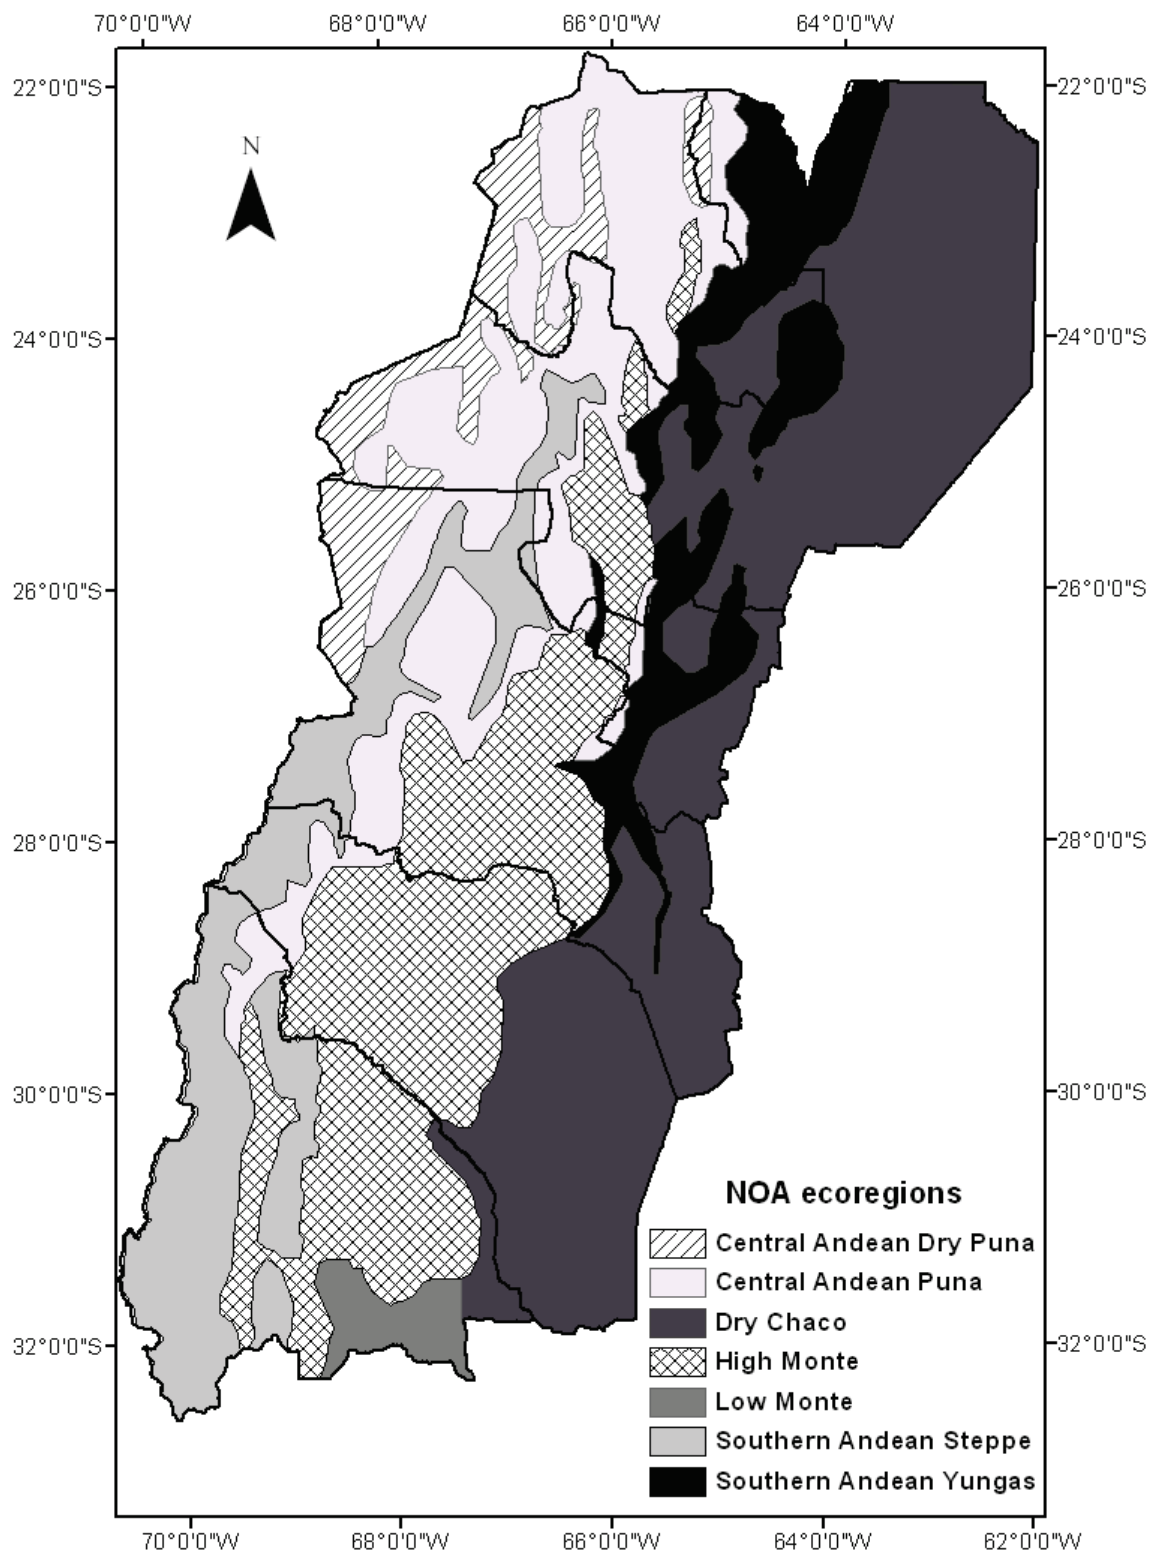 70°0'0"W 68°0'0"W 66°0'0"W 64°0'0"W
22°0'0"S 22°0'0"S
N
24°0'0"S 24°0'0"S
26°0'0"S 26°0'0"S
28°0'0"S 28°0'0"S
30°0'0"S 30°0'0"S
NOA ecoregions
Central Andean Dry Puna
Central Andean Puna
Dry Chaco
32°0'0"S 32°0'0"S
High Monte
Low Monte
Southern Andean Steppe
Southern Andean Yungas
70°0'0"W 68°0'0"W 66°0'0"W 64°0'0"W 62°0'0"W